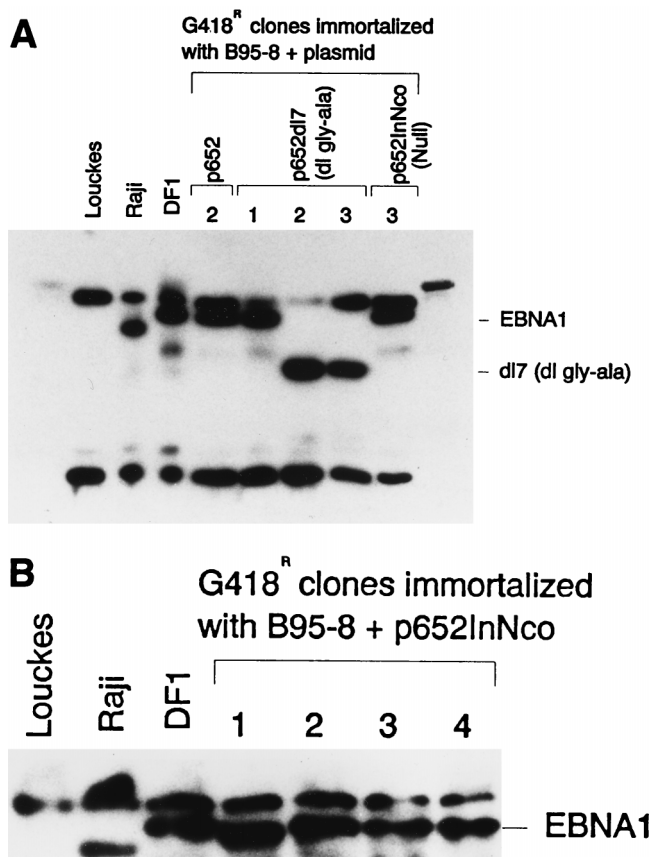 A
G418R clones immortalized
with B95-8 + plasmid
Louckes
Raji
DF1
p652
p652dl7
(dl gly-ala)
p652InNco
(Null)
2 1 2 3 3
EBNA1
dl7 (dl gly-ala)
B
G418R clones immortalized
with B95-8 + p652InNco
Louckes
Raji
DF1
1 2 3 4
EBNA1